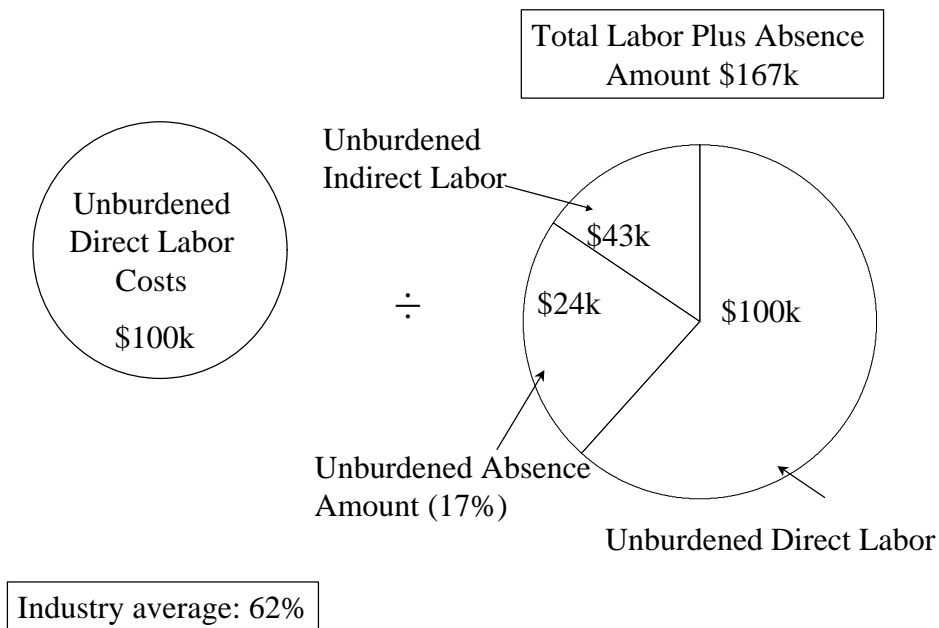 Total Labor Plus Absence
Amount $167k
Unburdened
Indirect Labor
Unburdened
Direct Labor
Costs
$100k
÷
$43k
$24k
$100k
Unburdened Absence
Amount (17%)
Unburdened Direct Labor
Industry average: 62%